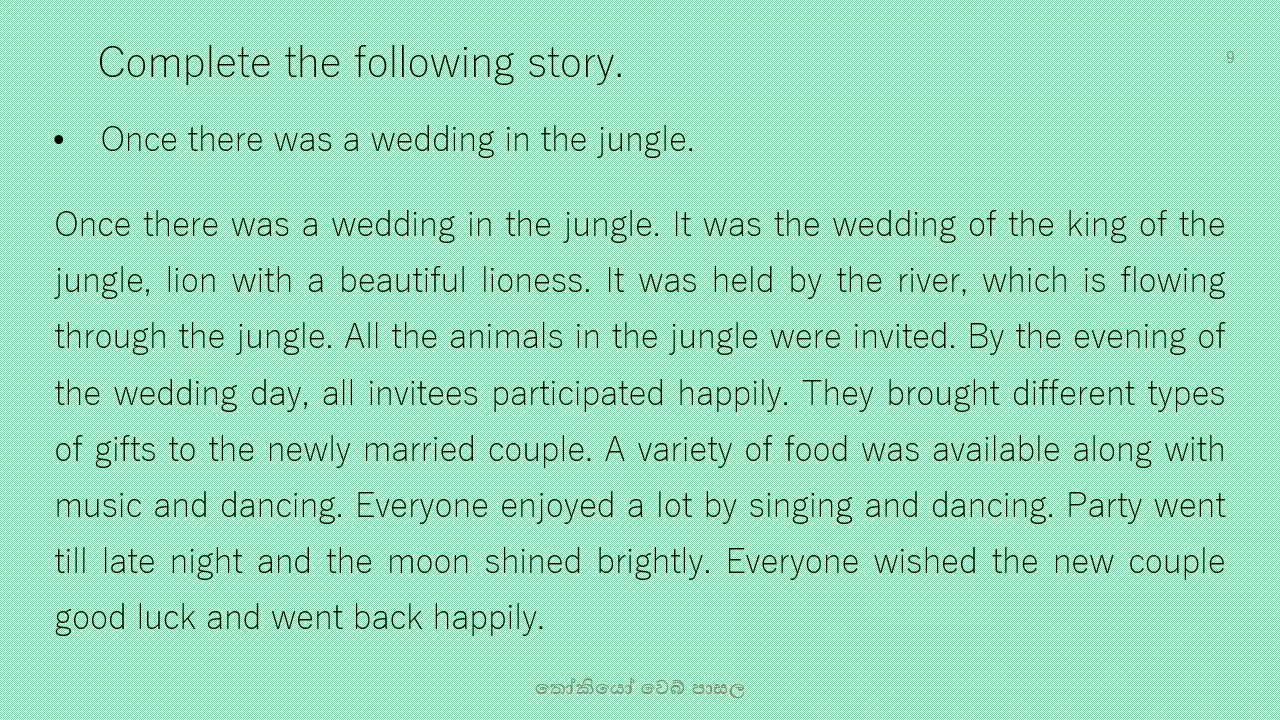 Complete the following story.
9
• Once there was a wedding in the jungle.
Once there was a wedding in the jungle. It was the wedding of the king of the
jungle, lion with a beautiful lioness. It was held by the river, which is flowing
through the jungle. All the animals in the jungle were invited. By the evening of
the wedding day, all invitees participated happily. They brought different types
of gifts to the newly married couple. A variety of food was available along with
music and dancing. Everyone enjoyed a lot by singing and dancing. Party went
till late night and the moon shined brightly. Everyone wished the new couple
good luck and went back happily.
තෝකියෝ වෙබ් පාසල